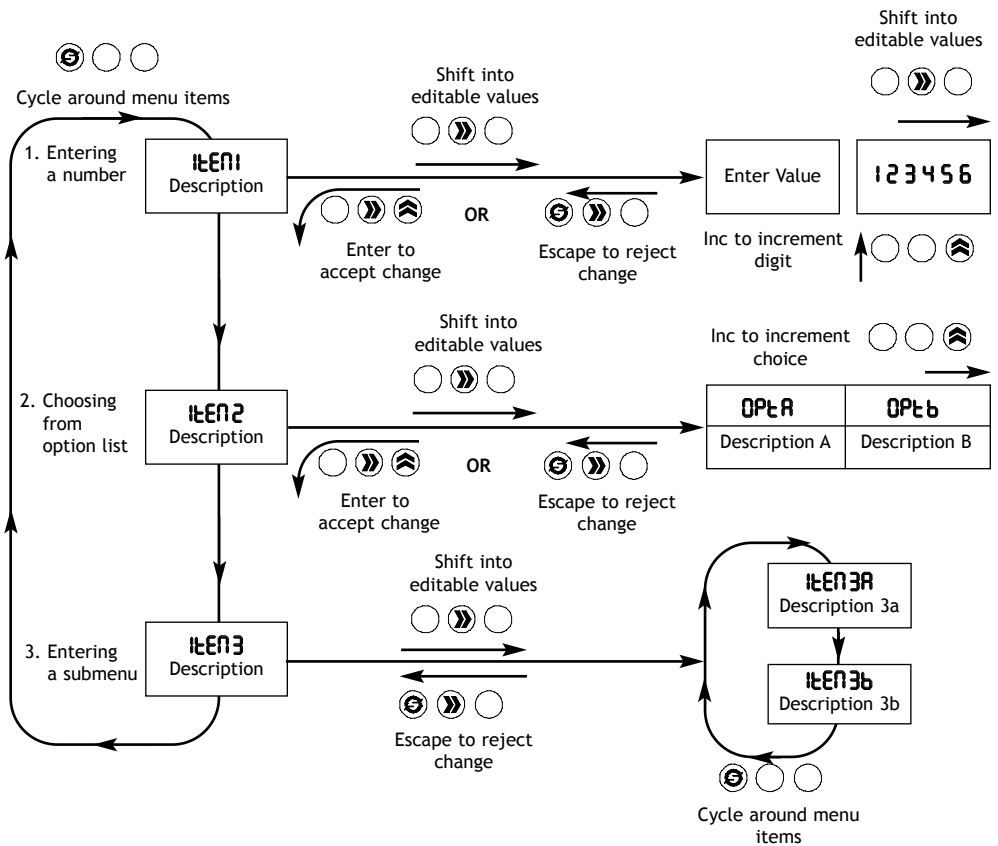 Shift into
editable values
Cycle around menu items
Shift into
editable values
1. Entering
a number
ItEM1
Description
Enter Value
123456
OR
Enter to
accept change
Escape to reject
change
Inc to increment
digit
Shift into
editable values
Inc to increment
choice
2. Choosing
from
option list
ItEM2
Description
OPtA
OPtb
Description A
Description B
OR
Enter to
accept change
Escape to reject
change
Shift into
editable values
ItEM3A
Description 3a
3. Entering
a submenu
ItEM3
Description
ItEM3b
Description 3b
Escape to reject
change
Cycle around menu
items